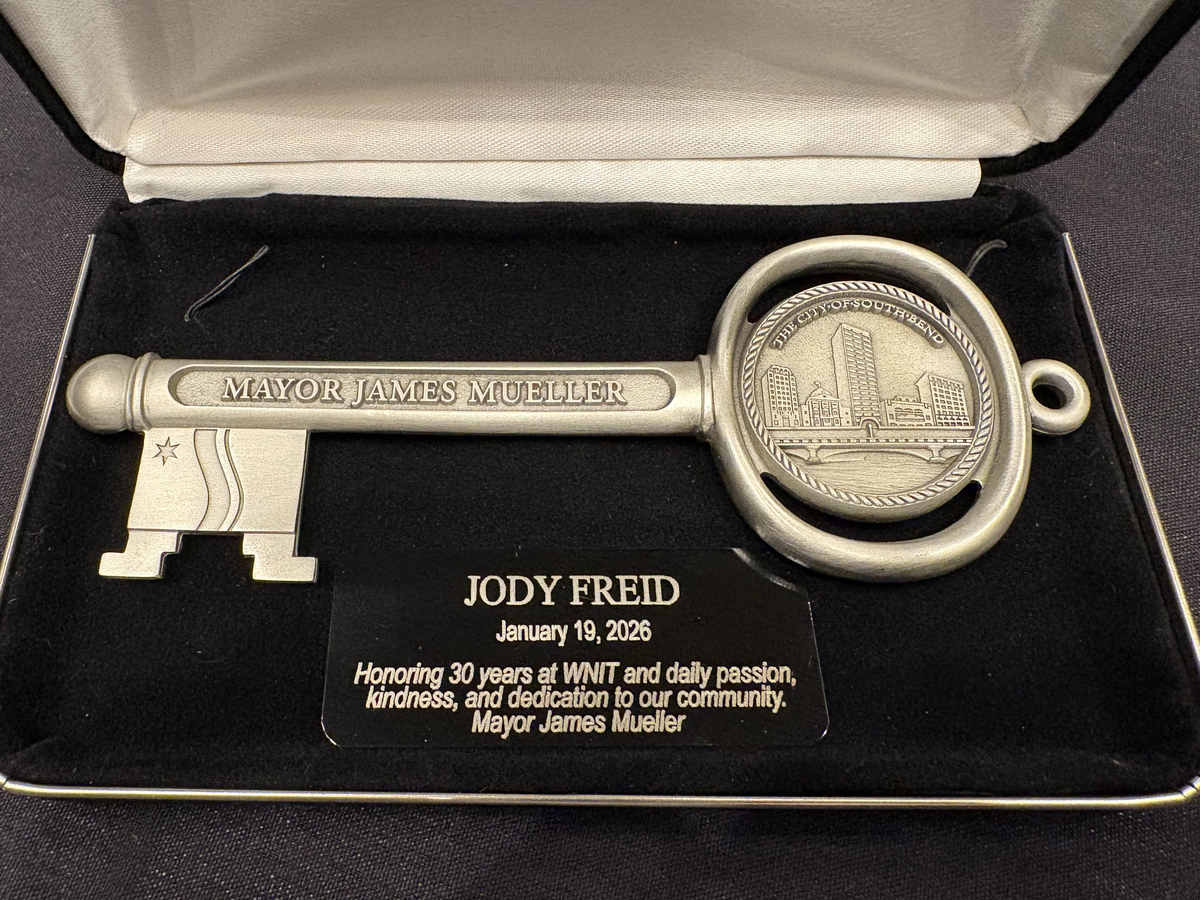 THE CITY·OF·SOUTH·BEND
MAYOR JAMES MUELLER
JODY FREID
January 19, 2026
Honoring 30 years at WNIT and daily passion,
kindness, and dedication to our community.
Mayor James Mueller